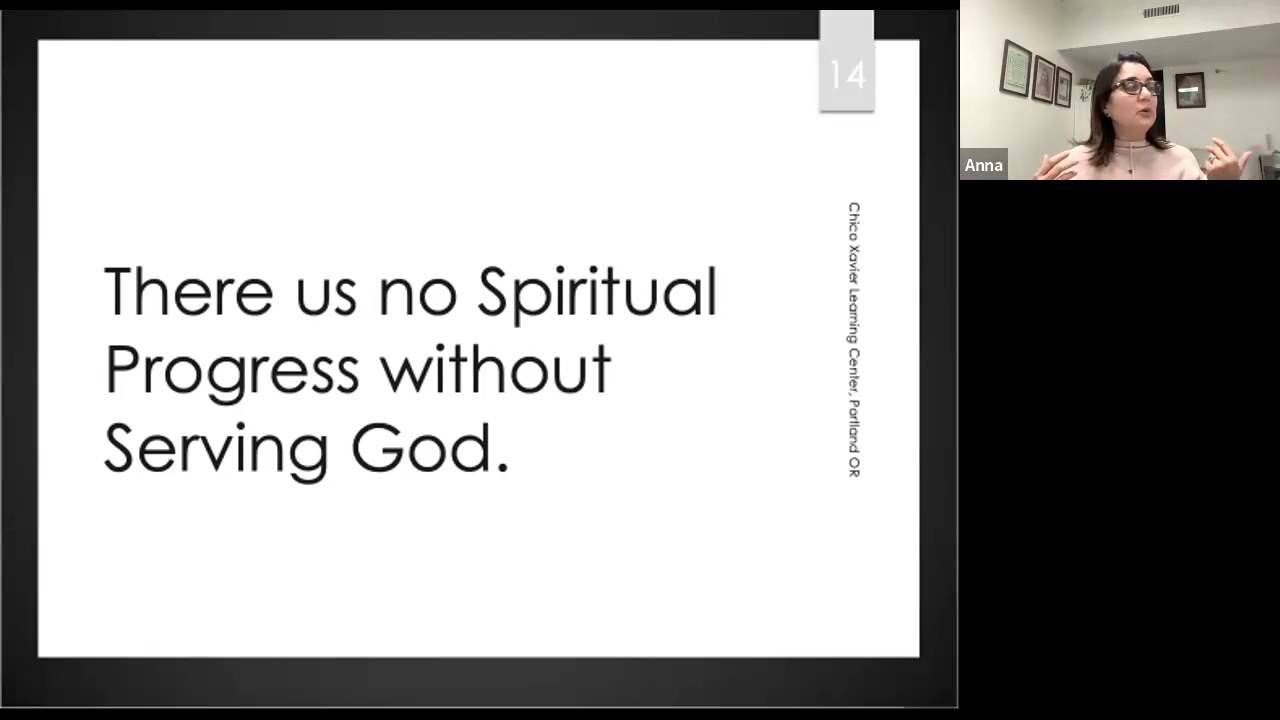 14
There us no Spiritual
Progress without
Serving God.
Chico Xavier Learning Center, Portland OR
Anna